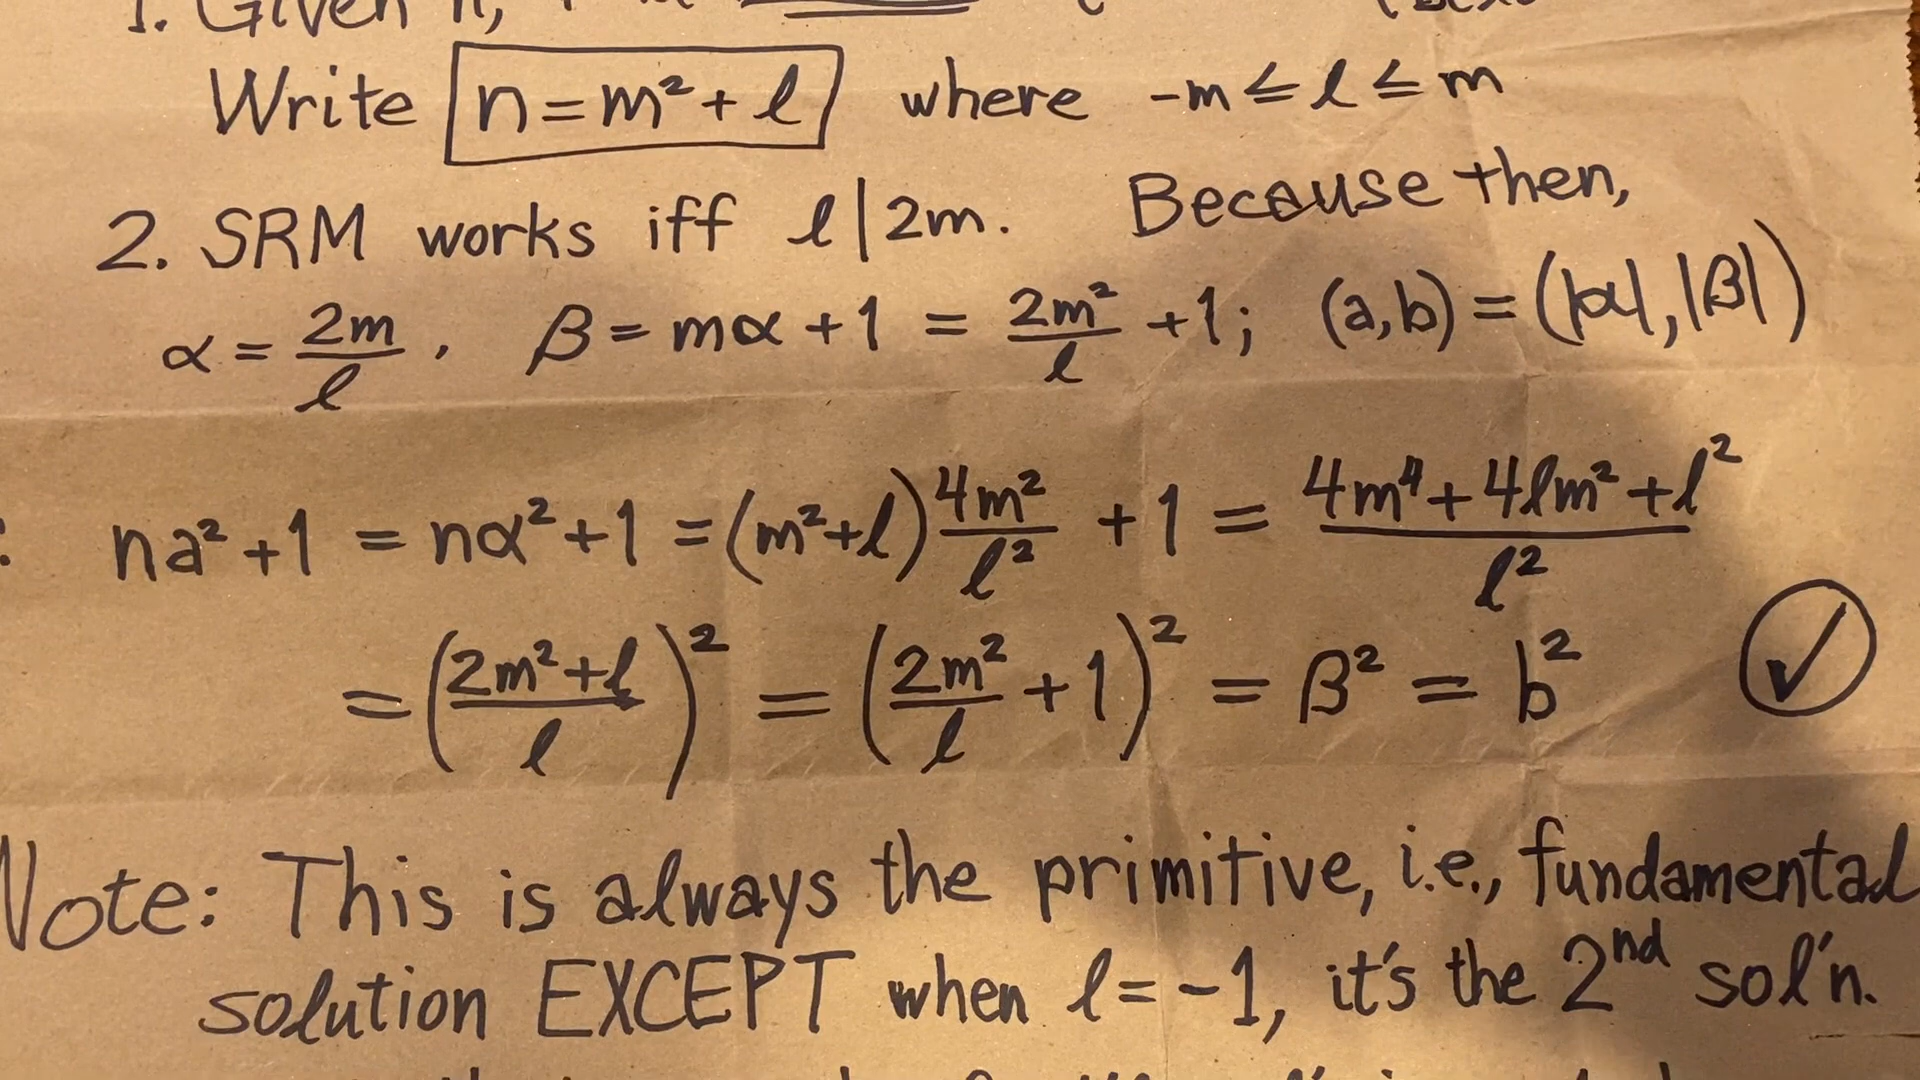 1. Given n,
Write n = m² + l where -m ≤ l ≤ m
2. SRM works iff l | 2m. Because then,
α = 2m/l, β = mα + 1 = 2m²/l + 1; (a,b) = (|α|, |β|)
: na² + 1 = nα² + 1 = (m² + l) 4m²/l² + 1 = (4m⁴ + 4lm² + l²)/l²
= ((2m² + l)/l)² = (2m²/l + 1)² = β² = b² ✓
Note: This is always the primitive, i.e., fundamental
solution EXCEPT when l = -1, it's the 2nd sol'n.